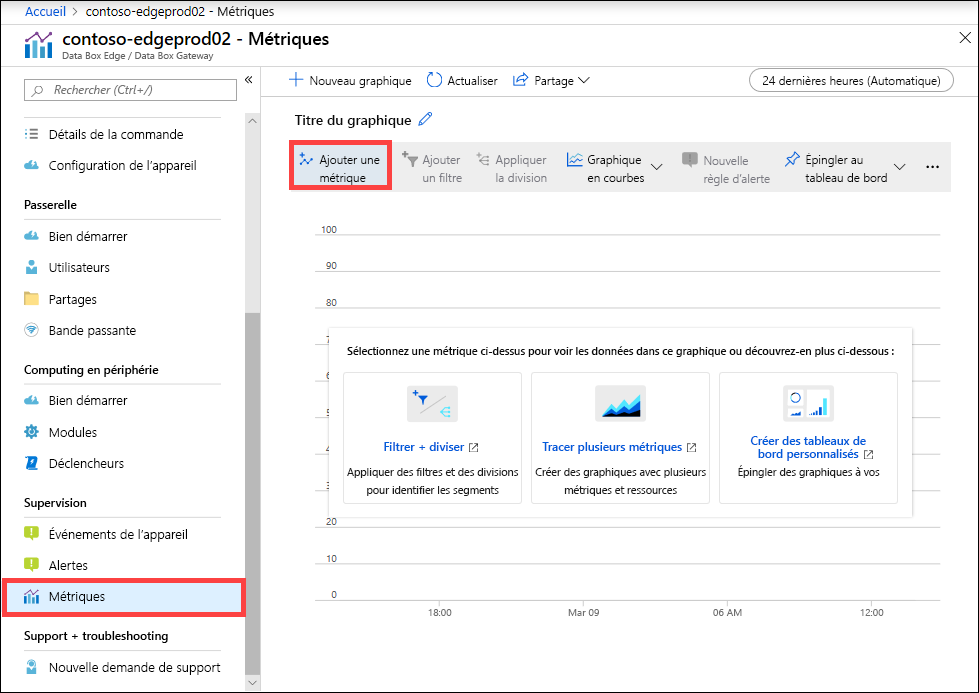 Accueil > contoso-edgeprod02 - Métriques
contoso-edgeprod02 - Métriques
Data Box Edge / Data Box Gateway
Rechercher (Ctrl+/)
Détails de la commande
Configuration de l'appareil
Passerelle
Bien démarrer
Utilisateurs
Partages
Bande passante
Computing en périphérie
Bien démarrer
Modules
Déclencheurs
Supervision
Événements de l'appareil
Alertes
Métriques
Support + troubleshooting
Nouvelle demande de support
Nouveau graphique
Actualiser
Partage
24 dernières heures (Automatique)
Titre du graphique
Ajouter une
métrique
Ajouter
un filtre
Appliquer
la division
Graphique
en courbes
Nouvelle
règle d'alerte
Épingler au
tableau de bord
100
90
80
Sélectionnez une métrique ci-dessus pour voir les données dans ce graphique ou découvrez-en plus ci-dessous :
Filtrer + diviser
Appliquer des filtres et des divisions
pour identifier les segments
Tracer plusieurs métriques
Créer des graphiques avec plusieurs
métriques et ressources
Créer des tableaux de
bord personnalisés
Épingler des graphiques à vos
20
10
0
18:00
Mar 09
06 AM
12:00